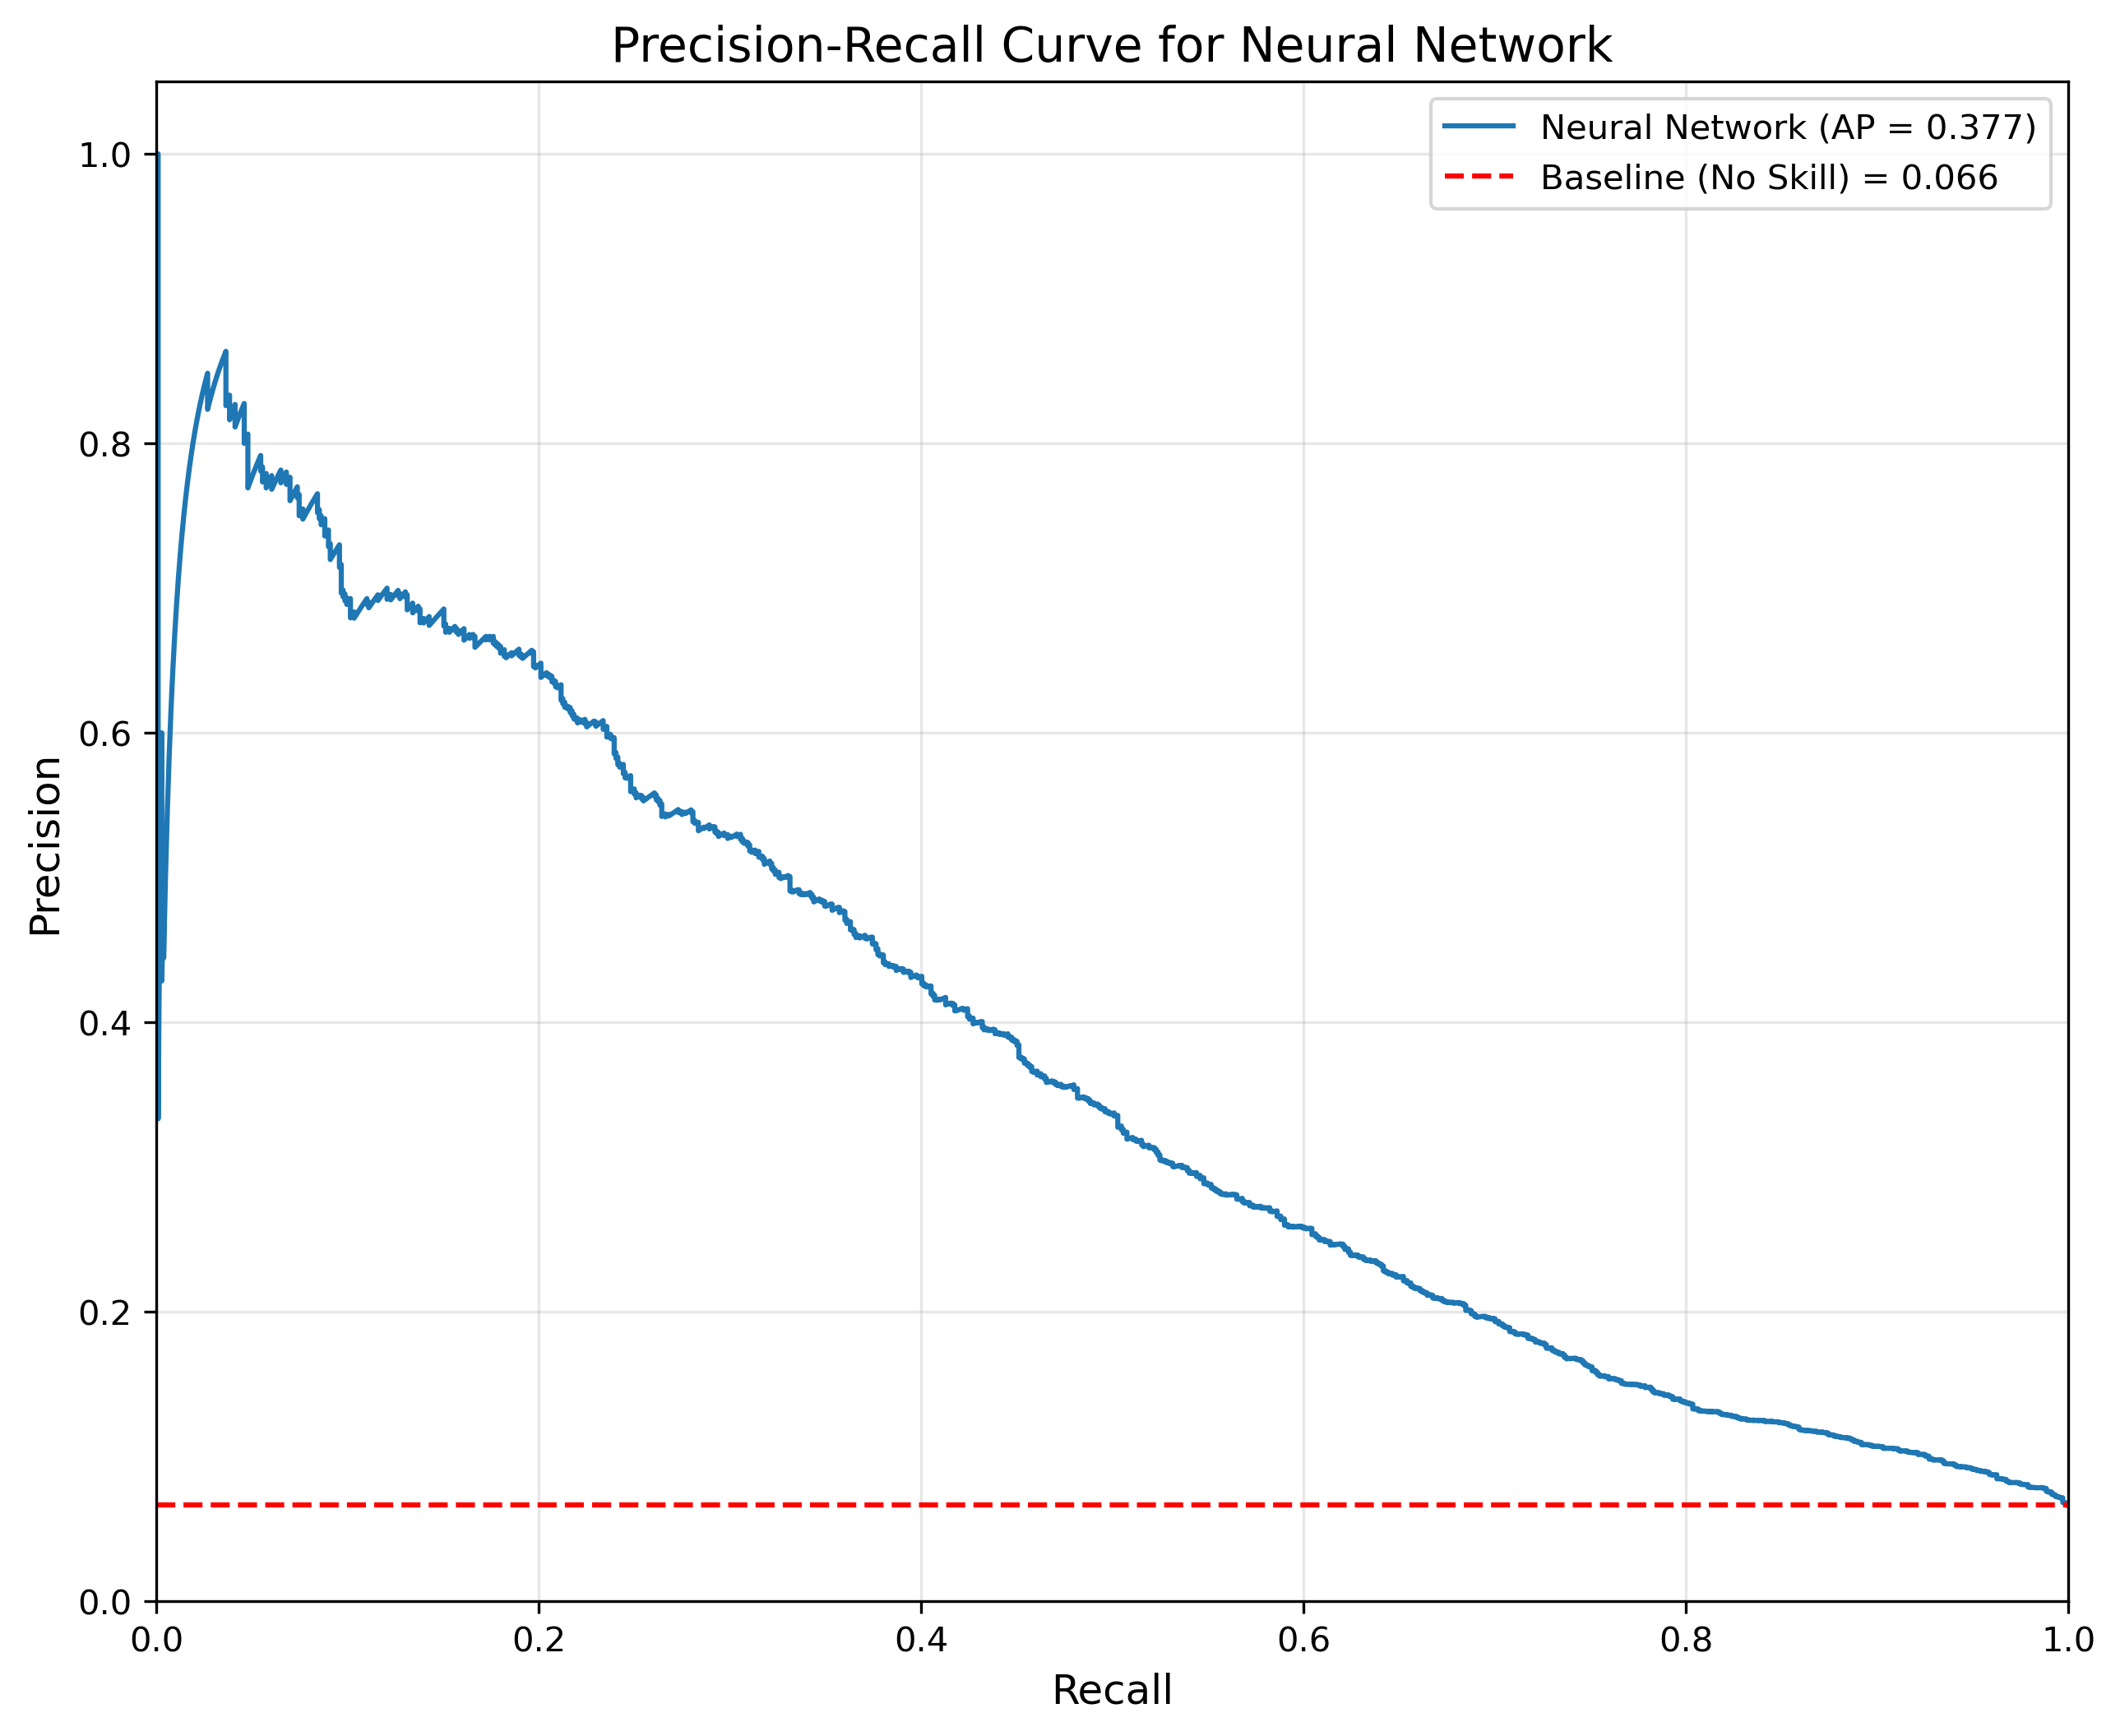 Precision-Recall Curve for Neural Network
Neural Network (AP = 0.377)
Baseline (No Skill) = 0.066
Precision
1.0
0.8
0.6
0.4
0.2
0.0
0.0 0.2 0.4 0.6 0.8 1.0
Recall